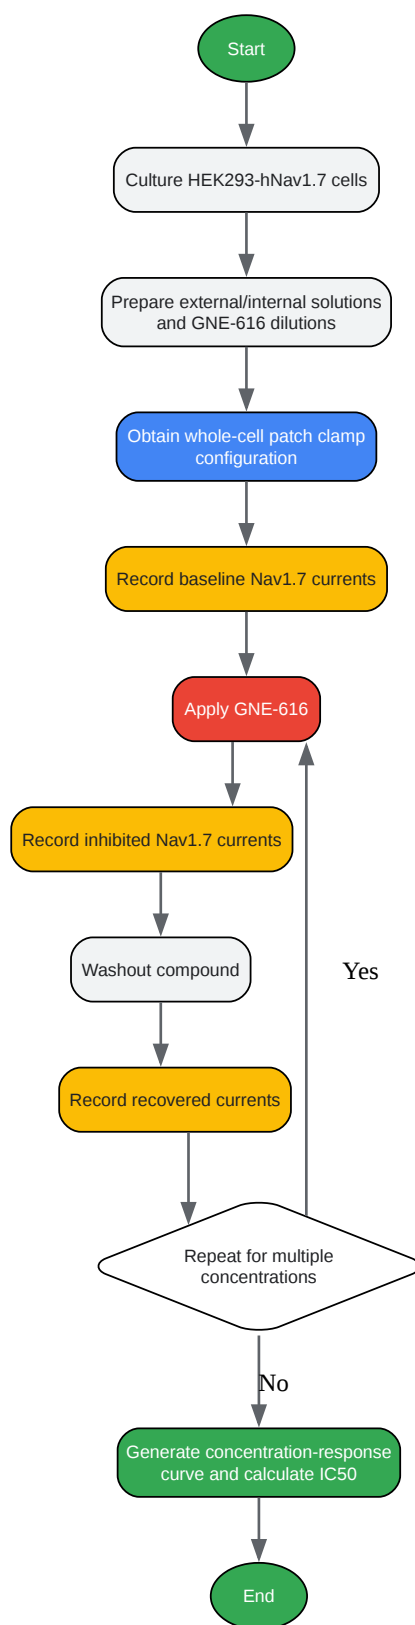 Start
Culture HEK293-hNav1.7 cells
Prepare external/internal solutions
and GNE-616 dilutions
Obtain whole-cell patch clamp
configuration
Record baseline Nav1.7 currents
Apply GNE-616
Record inhibited Nav1.7 currents
Washout compound
Yes
Record recovered currents
Repeat for multiple
concentrations
No
Generate concentration-response
curve and calculate IC50
End